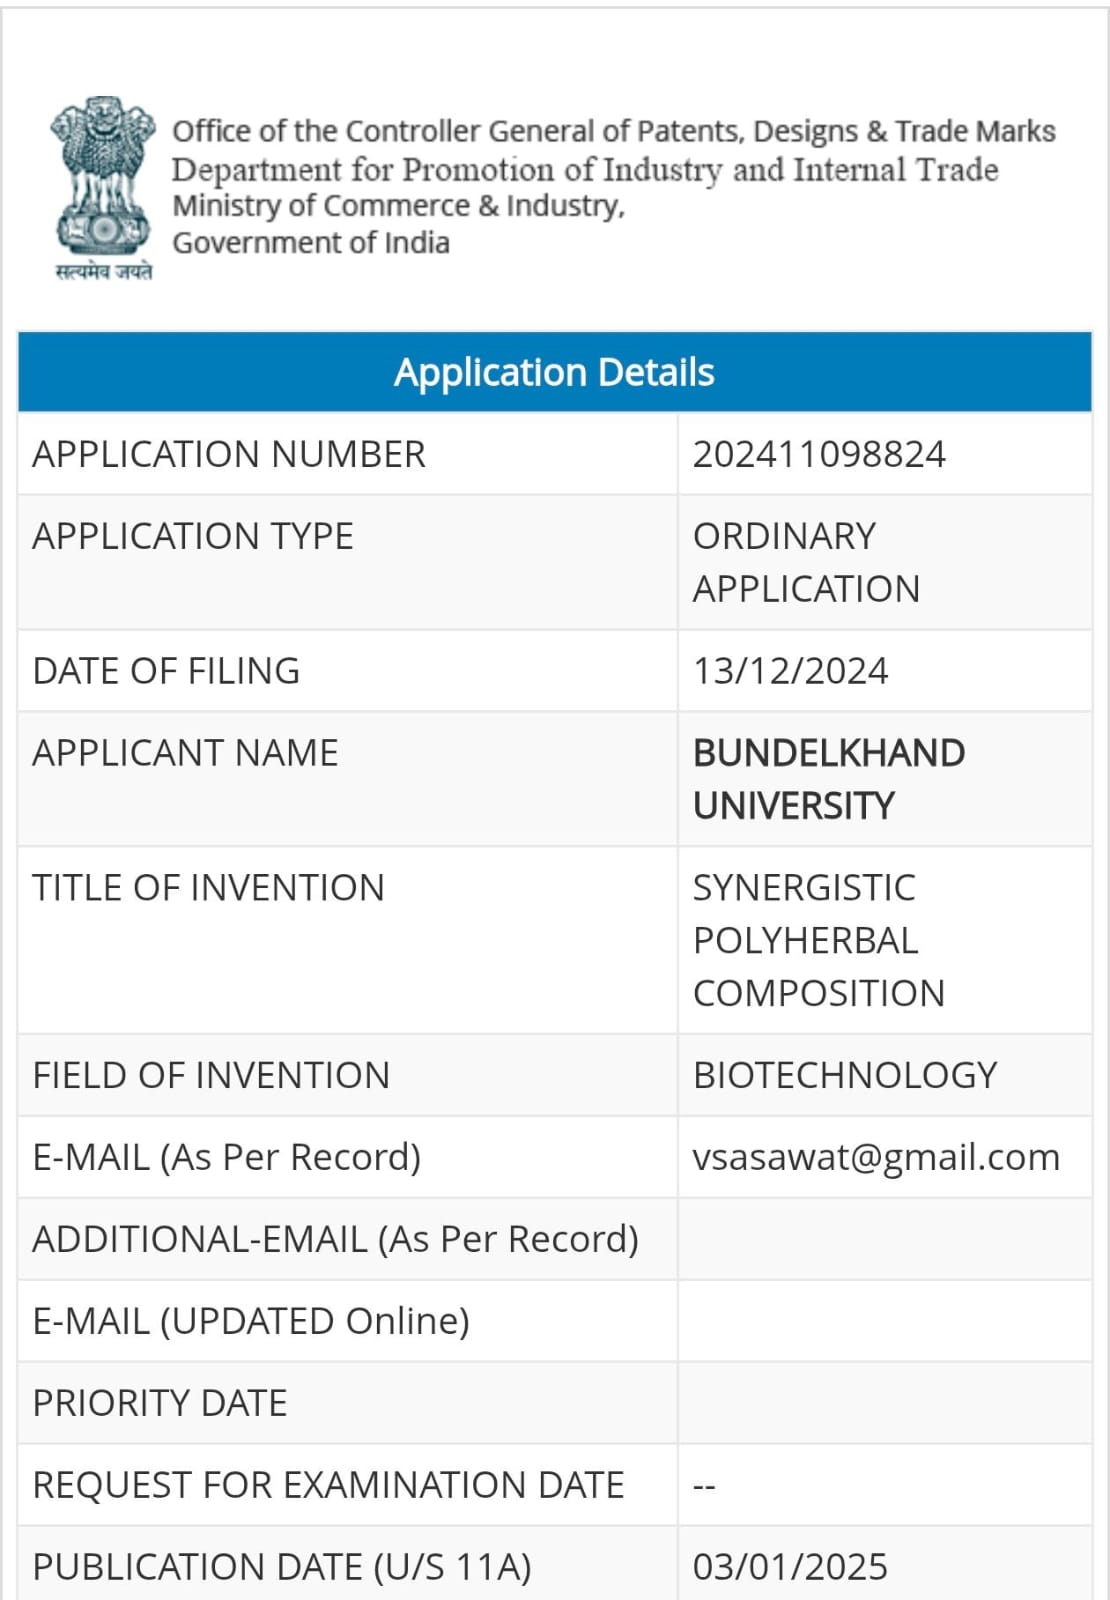 Office of the Controller General of Patents, Designs & Trade Marks
Department for Promotion of Industry and Internal Trade
Ministry of Commerce & Industry,
Government of India
सत्यमेव जयते
Application Details
APPLICATION NUMBER 202411098824
APPLICATION TYPE ORDINARY
APPLICATION
DATE OF FILING 13/12/2024
APPLICANT NAME BUNDELKHAND
UNIVERSITY
TITLE OF INVENTION SYNERGISTIC
POLYHERBAL
COMPOSITION
FIELD OF INVENTION BIOTECHNOLOGY
E-MAIL (As Per Record) vsasawat@gmail.com
ADDITIONAL-EMAIL (As Per Record)
E-MAIL (UPDATED Online)
PRIORITY DATE
REQUEST FOR EXAMINATION DATE --
PUBLICATION DATE (U/S 11A) 03/01/2025